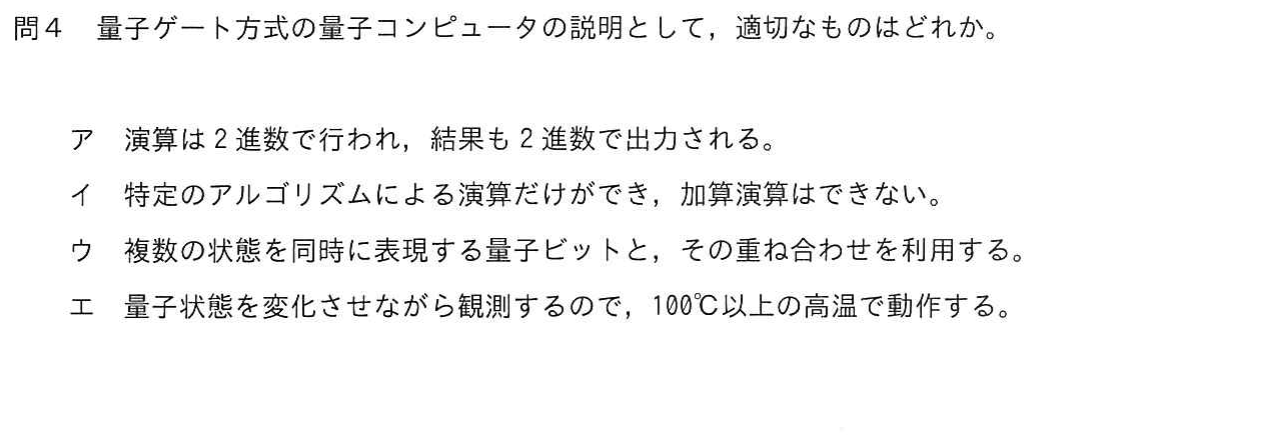 問４　量子ゲート方式の量子コンピュータの説明として，適切なものはどれか。
ア　演算は２進数で行われ，結果も２進数で出力される。
イ　特定のアルゴリズムによる演算だけができ，加算演算はできない。
ウ　複数の状態を同時に表現する量子ビットと，その重ね合わせを利用する。
エ　量子状態を変化させながら観測するので，100℃以上の高温で動作する。